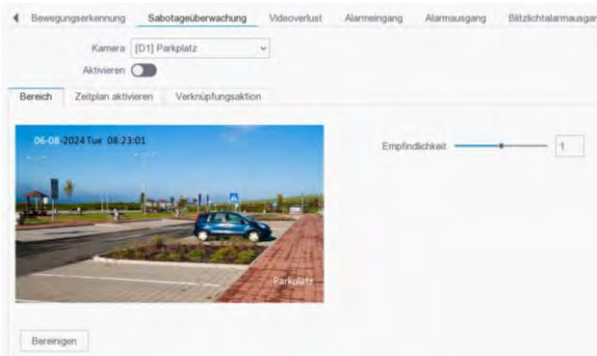 Bewegungserkennung Sabotageüberwachung Videoverlust Alarmeingang Alarmausgang Blitzlichtalarmausgan
Kamera [D1] Parkplatz
Aktivieren
Bereich Zeitplan aktivieren Verknüpfungsaktion
06-08-2024 Tue 08:23:01
Empfindlichkeit 1
Parkplatz
Bereinigen